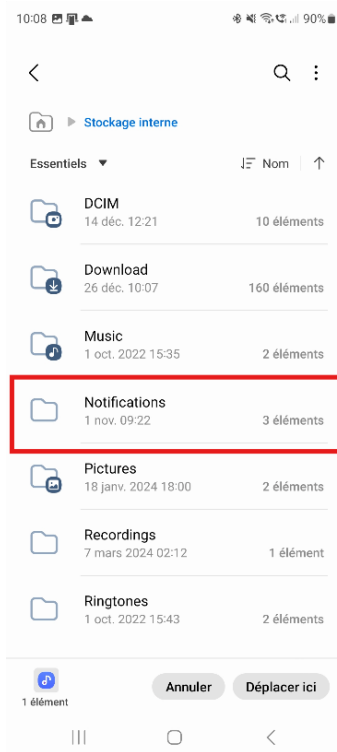 10:08 90%
Stockage interne
Essentiels Nom
DCIM
14 déc. 12:21 10 éléments
Download
26 déc. 10:07 160 éléments
Music
1 oct. 2022 15:35 2 éléments
Notifications
1 nov. 09:22 3 éléments
Pictures
18 janv. 2024 18:00 2 éléments
Recordings
7 mars 2024 02:12 1 élément
Ringtones
1 oct. 2022 15:43 2 éléments
1 élément Annuler Déplacer ici